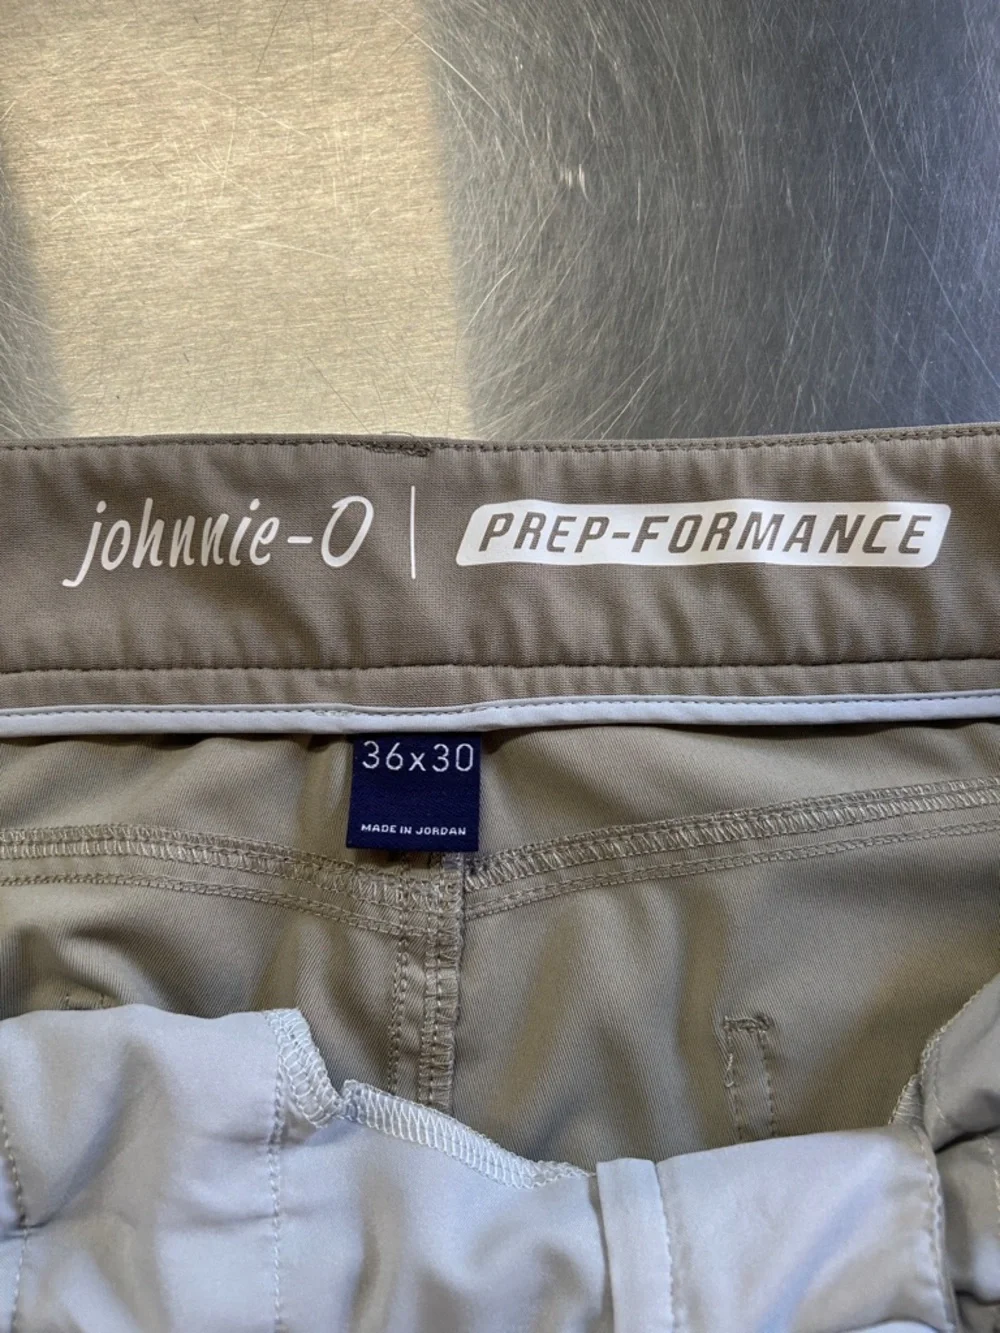 johnnie-O | PREP-FORMANCE
36x30
MADE IN JORDAN